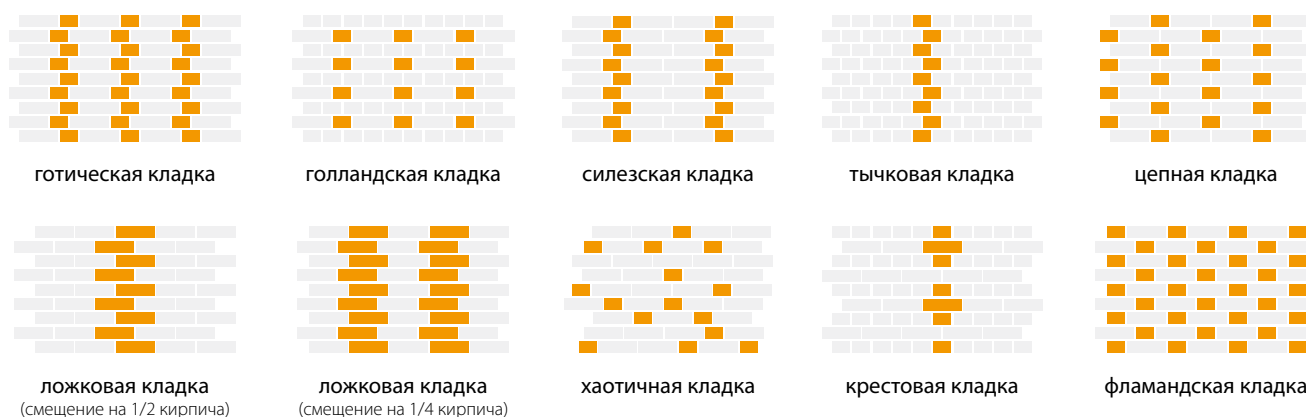 готическая кладка
голландская кладка
силезская кладка
тычковая кладка
цепная кладка
ложковая кладка
(смещение на 1/2 кирпича)
ложковая кладка
(смещение на 1/4 кирпича)
хаотичная кладка
крестовая кладка
фламандская кладка